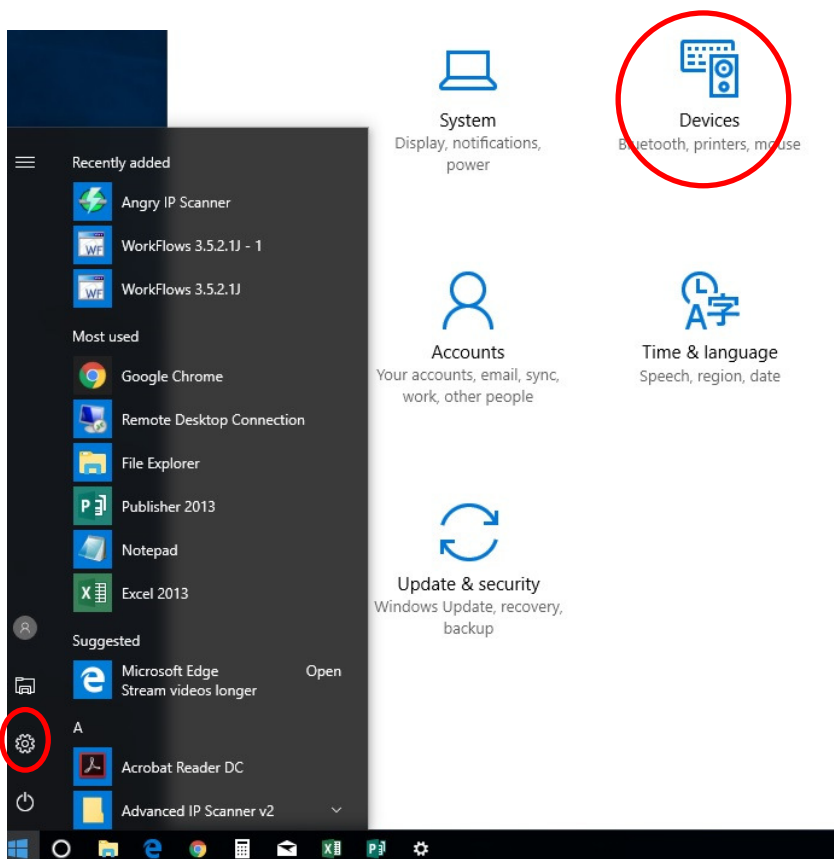 Recently added
Angry IP Scanner
WorkFlows 3.5.2.1J - 1
WorkFlows 3.5.2.1J
Most used
Google Chrome
Remote Desktop Connection
File Explorer
Publisher 2013
Notepad
Excel 2013
Suggested
Microsoft Edge Open
Stream videos longer
A
Acrobat Reader DC
Advanced IP Scanner v2
System
Display, notifications,
power
Devices
Bluetooth, printers, mouse
Accounts
Your accounts, email, sync,
work, other people
A字
Time & language
Speech, region, date
Update & security
Windows Update, recovery,
backup